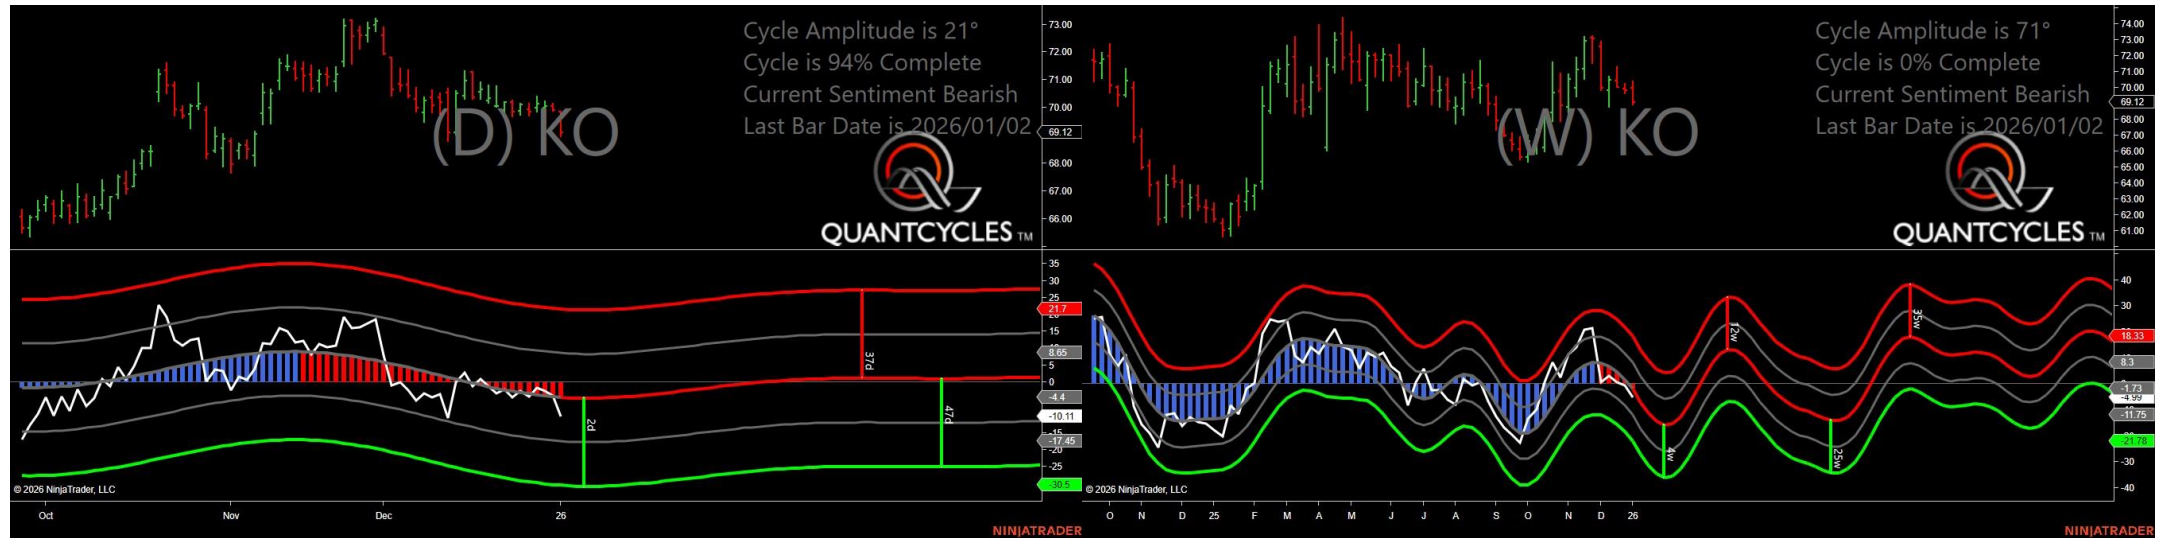 Cycle Amplitude is 21°
Cycle is 94% Complete
Current Sentiment Bearish
Last Bar Date is 2026/01/02
(D) KO
QUANTCYCLES TM
73.00
72.00
71.00
70.00
69.12
68.00
67.00
66.00
35
30
25
21.7
15
8.65
5
0
-4.4
-10.11
-15
-17.45
-20
-25
-30.5
37d
2d
47d
© 2026 NinjaTrader, LLC
Oct Nov Dec 26
NINJATRADER
Cycle Amplitude is 71°
Cycle is 0% Complete
Current Sentiment Bearish
Last Bar Date is 2026/01/02
(W) KO
QUANTCYCLES TM
74.00
73.00
72.00
71.00
70.00
69.12
68.00
67.00
66.00
65.00
64.00
63.00
62.00
61.00
40
30
18.33
8.3
-1.73
-4.99
-11.75
-21.78
-30
-40
12w
35w
4w
25w
© 2026 NinjaTrader, LLC
O N D 25 F M A M J J A S O N D 26
NINJATRADER